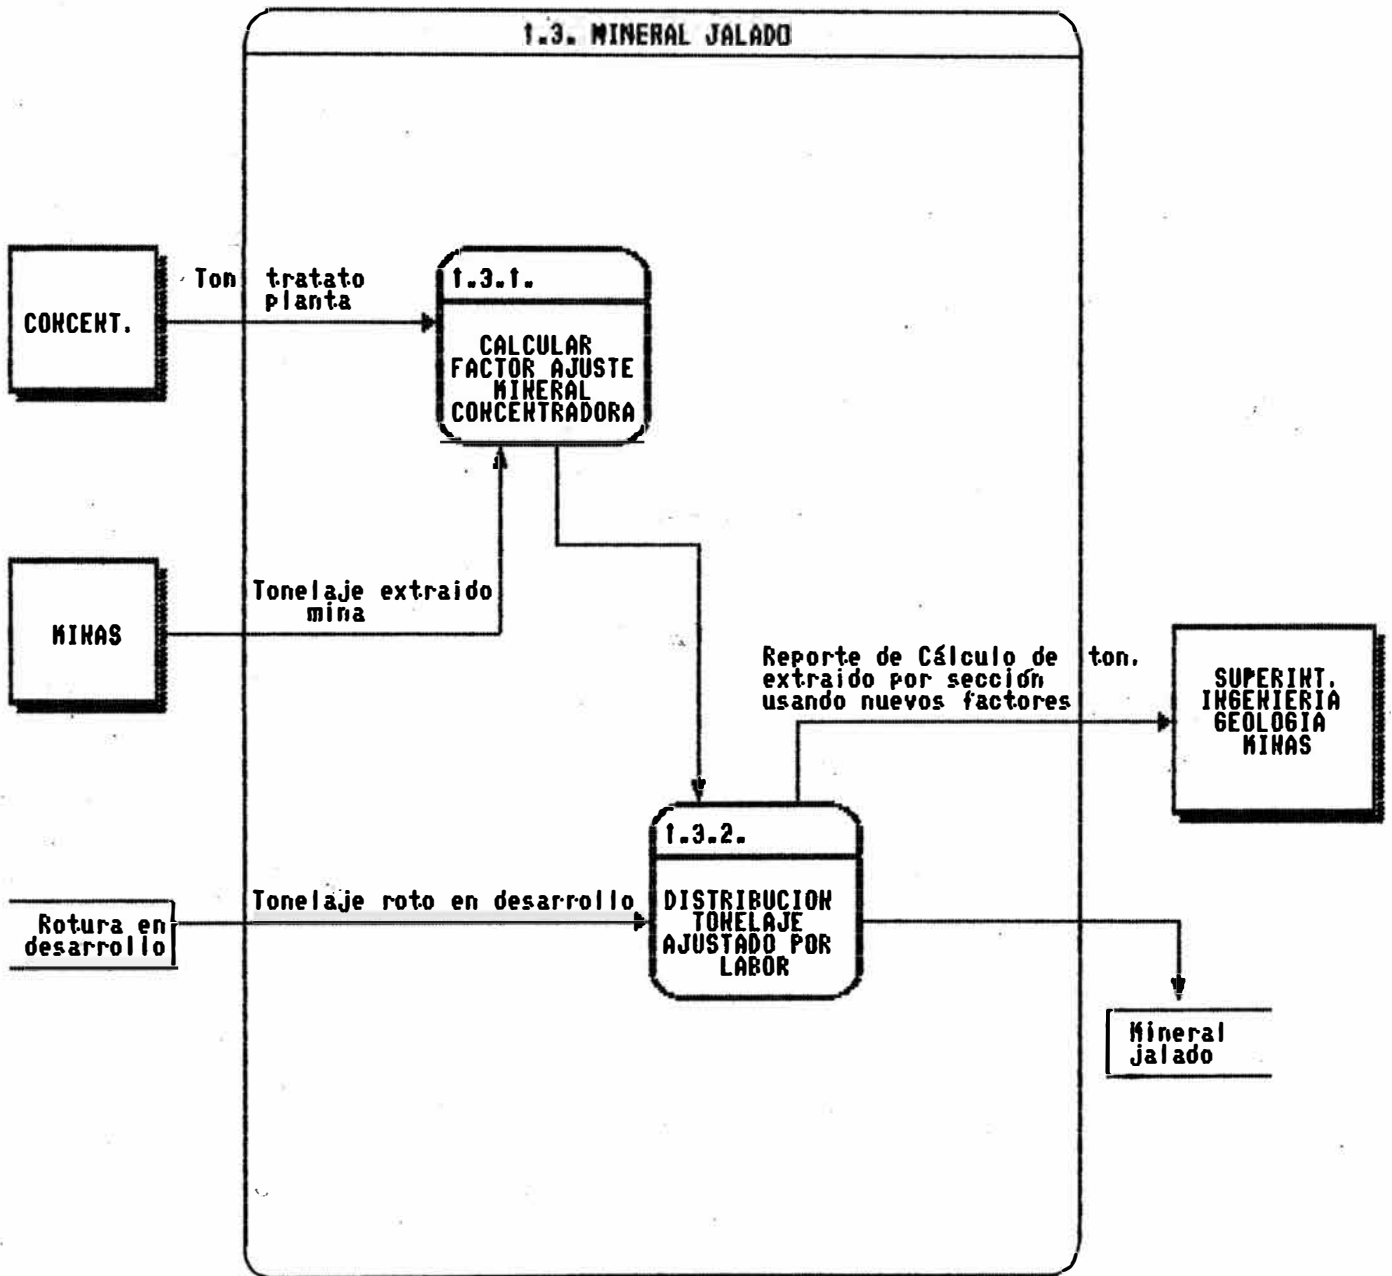 1.3. MINERAL JALADO
Ton tratato
planta
1.3.1.
CONCENT.
CALCULAR
FACTOR AJUSTE
MINERAL
CONCENTRADORA
Tonelaje extraido
mina
MINAS
Reporte de Cálculo de ton.
extraido por sección
usando nuevos factores
SUPERINT.
INGENIERIA
GEOLOGIA
MINAS
1.3.2.
Tonelaje roto en desarrollo
Rotura en
desarrollo
DISTRIBUCION
TONELAJE
AJUSTADO POR
LABOR
Mineral
jalado